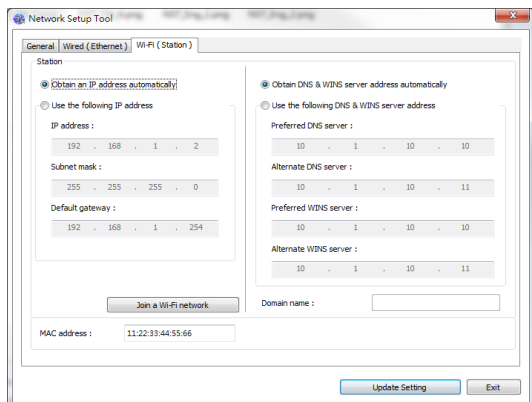 Network Setup Tool
General Wired ( Ethernet ) Wi-Fi ( Station )
Station
Obtain an IP address automatically
Use the following IP address
IP address :
192 . 168 . 1 . 2
Subnet mask :
255 . 255 . 255 . 0
Default gateway :
192 . 168 . 1 . 254
Join a Wi-Fi network
Obtain DNS & WINS server address automatically
Use the following DNS & WINS server address
Preferred DNS server :
10 . 1 . 10 . 10
Alternate DNS server :
10 . 1 . 10 . 11
Preferred WINS server :
10 . 1 . 10 . 10
Alternate WINS server :
10 . 1 . 10 . 11
Domain name :
MAC address : 11:22:33:44:55:66
Update Setting Exit